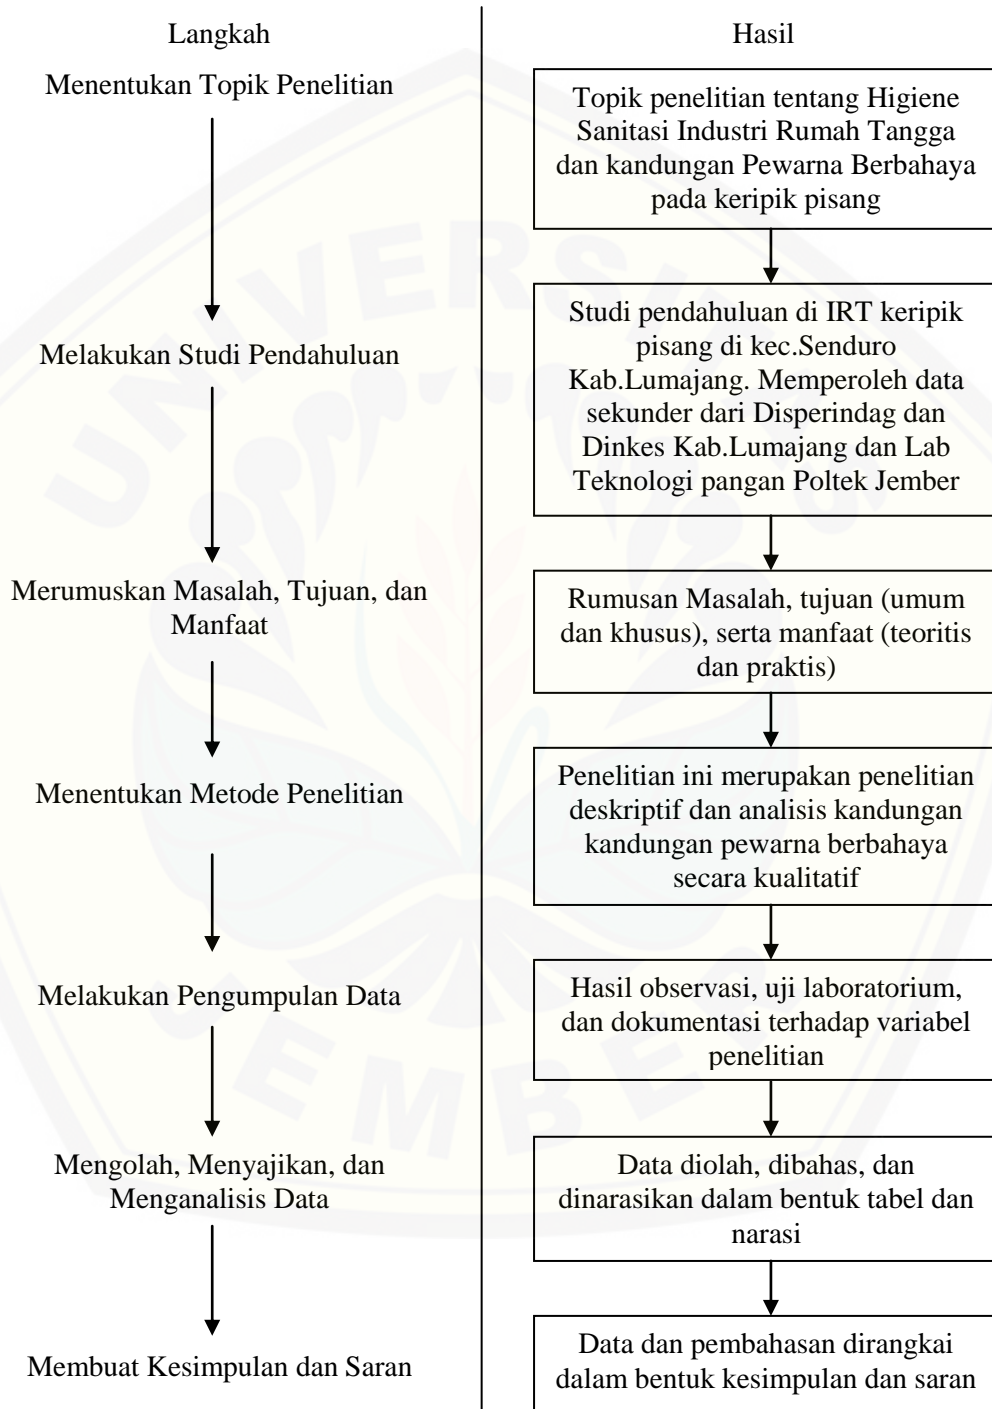 Langkah
Hasil
Menentukan Topik Penelitian
Topik penelitian tentang Higiene
Sanitasi Industri Rumah Tangga
dan kandungan Pewarna Berbahaya
pada keripik pisang
Melakukan Studi Pendahuluan
Studi pendahuluan di IRT keripik
pisang di kec.Senduro
Kab.Lumajang. Memperoleh data
sekunder dari Disperindag dan
Dinkes Kab.Lumajang dan Lab
Teknologi pangan Poltek Jember
Merumuskan Masalah, Tujuan, dan
Manfaat
Rumusan Masalah, tujuan (umum
dan khusus), serta manfaat (teoritis
dan praktis)
Menentukan Metode Penelitian
Penelitian ini merupakan penelitian
deskriptif dan analisis kandungan
kandungan pewarna berbahaya
secara kualitatif
Melakukan Pengumpulan Data
Hasil observasi, uji laboratorium,
dan dokumentasi terhadap variabel
penelitian
Mengolah, Menyajikan, dan
Menganalisis Data
Data diolah, dibahas, dan
dinarasikan dalam bentuk tabel dan
narasi
Membuat Kesimpulan dan Saran
Data dan pembahasan dirangkai
dalam bentuk kesimpulan dan saran
UNIVERSITAS
JEMBER